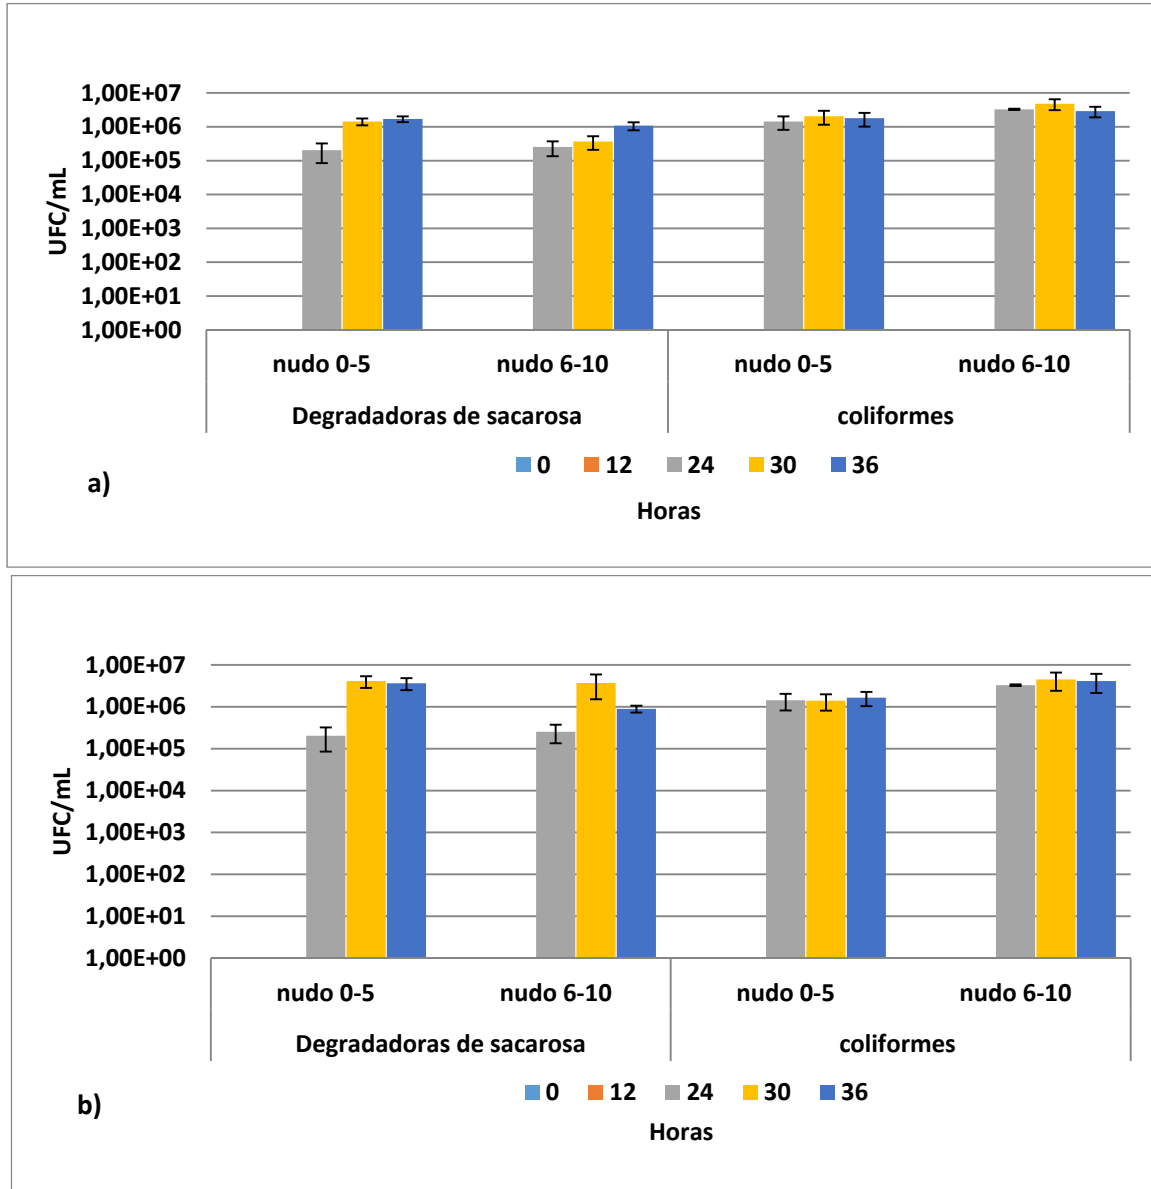 1,00E+07
1,00E+06
1,00E+05
1,00E+04
1,00E+03
1,00E+02
1,00E+01
1,00E+00
UFC/mL
nudo 0-5 nudo 6-10 nudo 0-5 nudo 6-10
Degradadoras de sacarosa coliformes
0 12 24 30 36
a)
Horas
1,00E+07
1,00E+06
1,00E+05
1,00E+04
1,00E+03
1,00E+02
1,00E+01
1,00E+00
UFC/mL
nudo 0-5 nudo 6-10 nudo 0-5 nudo 6-10
Degradadoras de sacarosa coliformes
0 12 24 30 36
b)
Horas